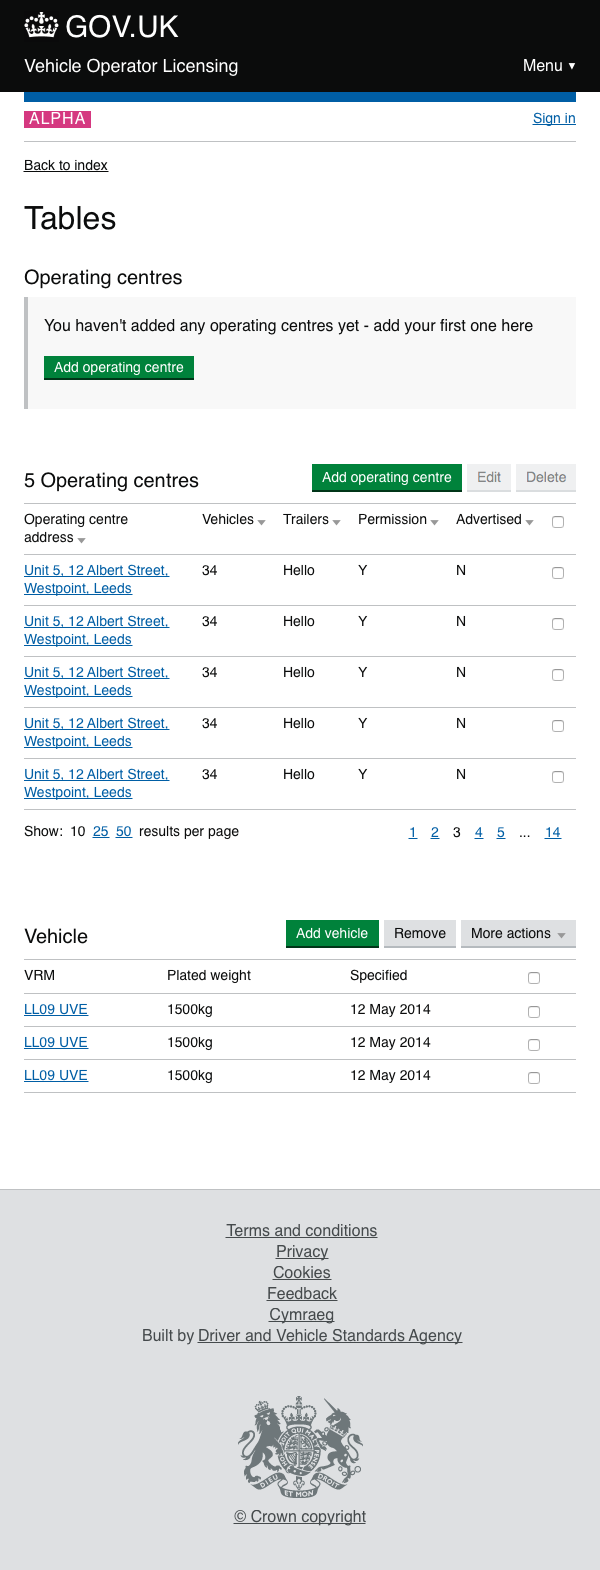 GOV.UK
Vehicle Operator Licensing Menu ▼
ALPHA Sign in
Back to index
Tables
Operating centres
You haven't added any operating centres yet - add your first one here
Add operating centre
5 Operating centres Add operating centre Edit Delete
Operating centre address Vehicles Trailers Permission Advertised
Unit 5, 12 Albert Street, 34 Hello Y N
Westpoint, Leeds
Unit 5, 12 Albert Street, 34 Hello Y N
Westpoint, Leeds
Unit 5, 12 Albert Street, 34 Hello Y N
Westpoint, Leeds
Unit 5, 12 Albert Street, 34 Hello Y N
Westpoint, Leeds
Unit 5, 12 Albert Street, 34 Hello Y N
Westpoint, Leeds
Show: 10 25 50 results per page 1 2 3 4 5 ... 14
Vehicle Add vehicle Remove More actions
VRM Plated weight Specified
LL09 UVE 1500kg 12 May 2014
LL09 UVE 1500kg 12 May 2014
LL09 UVE 1500kg 12 May 2014
Terms and conditions
Privacy
Cookies
Feedback
Cymraeg
Built by Driver and Vehicle Standards Agency
DIEU ET MON DROIT
© Crown copyright